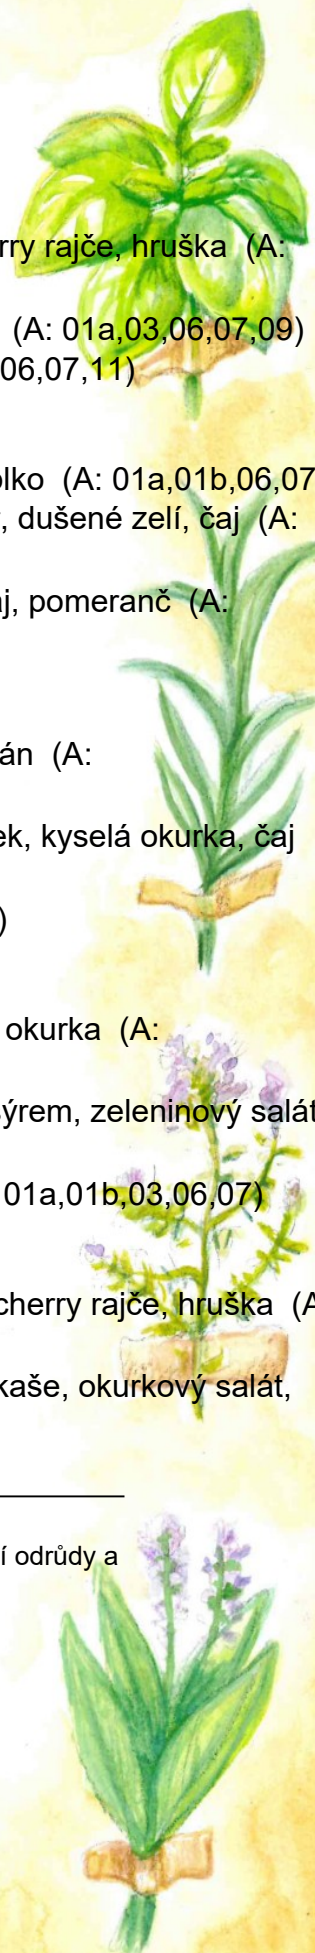 rry rajče, hruška (A:
(A: 01a,03,06,07,09)
06,07,11)
lko (A: 01a,01b,06,07
, dušené zelí, čaj (A:
j, pomeranč (A:
án (A:
ek, kyselá okurka, čaj
)
okurka (A:
sýrem, zeleninový salát
01a,01b,03,06,07)
cherry rajče, hruška (A
kaše, okurkový salát,
í odrůdy a